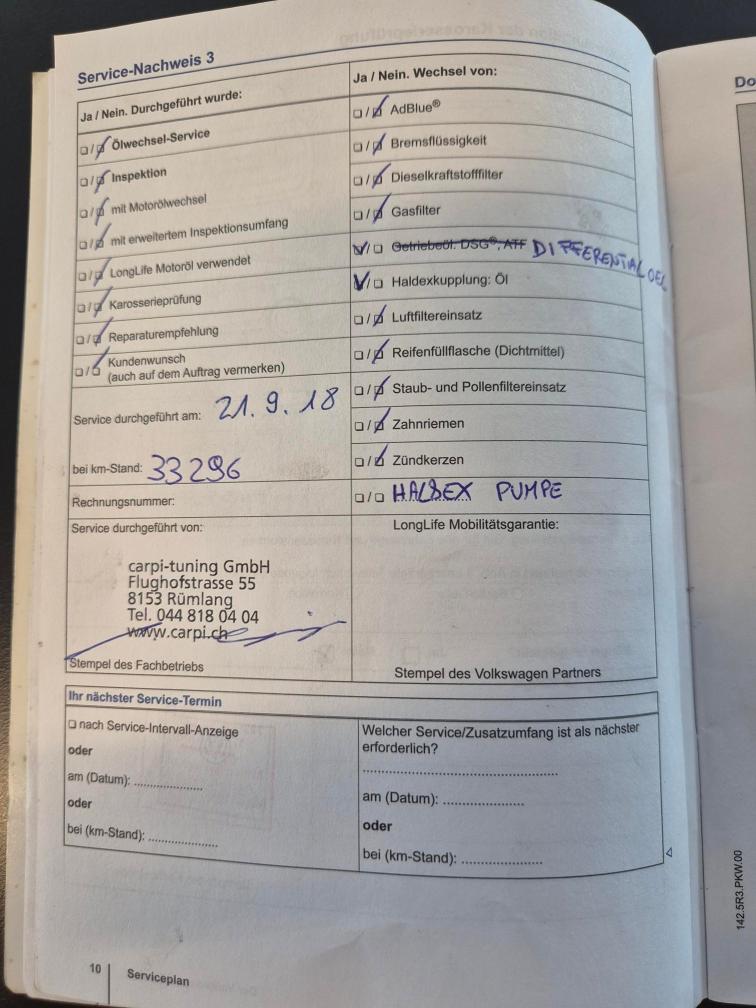 Service-Nachweis 3
Ja / Nein. Durchgeführt wurde:
❏ / ❏ Ölwechsel-Service
❏ / ❏ Inspektion
❏ / ❏ mit Motorölwechsel
❏ / ❏ mit erweitertem Inspektionsumfang
❏ / ❏ LongLife Motoröl verwendet
❏ / ❏ Karosserieprüfung
❏ / ❏ Reparaturempfehlung
❏ / ❏ Kundenwunsch
(auch auf dem Auftrag vermerken)
Service durchgeführt am: 21.9.18
bei km-Stand: 33296
Rechnungsnummer:
Service durchgeführt von:
carpi-tuning GmbH
Flughofstrasse 55
8153 Rümlang
Tel. 044 818 04 04
www.carpi.ch
Stempel des Fachbetriebs
Ja / Nein. Wechsel von:
❏ / ❏ AdBlue®
❏ / ❏ Bremsflüssigkeit
❏ / ❏ Dieselkraftstofffilter
❏ / ❏ Gasfilter
❏ / ❏ Getriebeöl: DSG®, ATF DIFFERENTIAL OEL
❏ / ❏ Haldexkupplung: Öl
❏ / ❏ Luftfiltereinsatz
❏ / ❏ Reifenfüllflasche (Dichtmittel)
❏ / ❏ Staub- und Pollenfiltereinsatz
❏ / ❏ Zahnriemen
❏ / ❏ Zündkerzen
❏ / ❏ HALDEX PUMPE
LongLife Mobilitätsgarantie:
Stempel des Volkswagen Partners
Ihr nächster Service-Termin
❏ nach Service-Intervall-Anzeige
oder
am (Datum): ....................
oder
bei (km-Stand): ....................
Welcher Service/Zusatzumfang ist als nächster
erforderlich?
..................................................
am (Datum): ....................
oder
bei (km-Stand): ....................
10 Serviceplan
Do
142.5R3.PKW.00